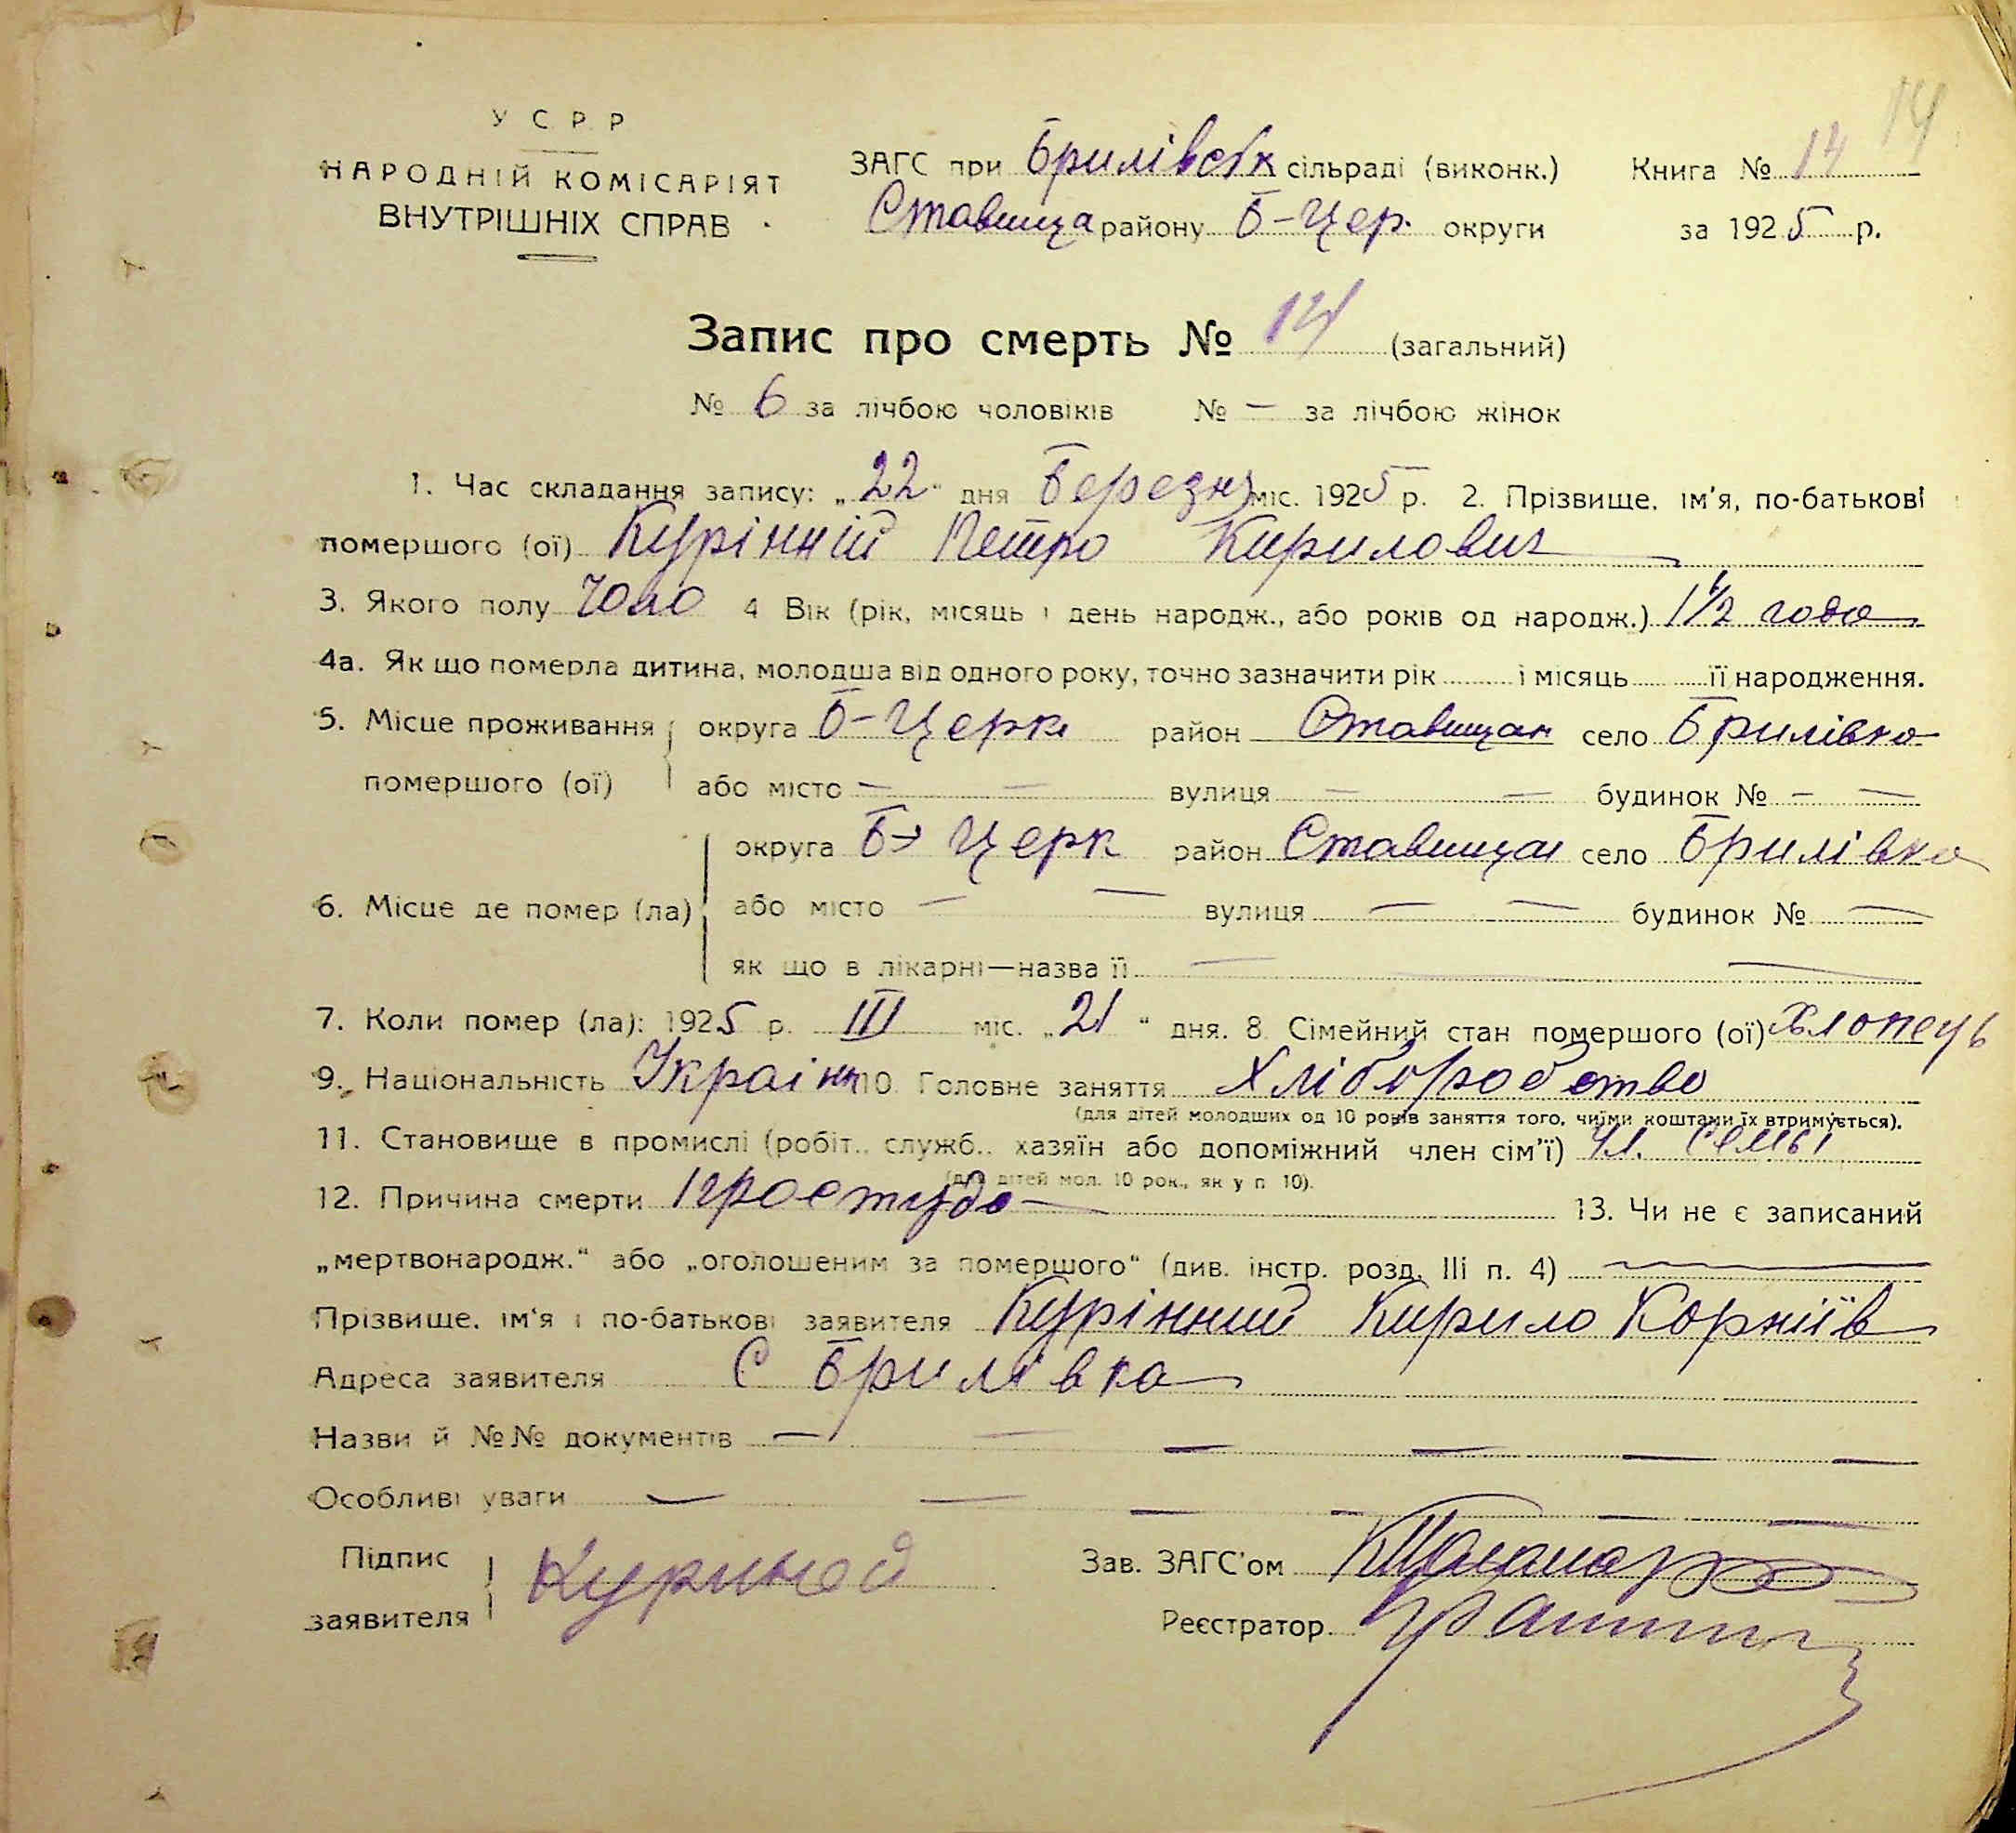 14
У С Р Р
НАРОДНІЙ КОМІСАРІЯТ
ВНУТРІШНІХ СПРАВ
ЗАГС при Брилівськ сільраді (виконк.) Книга № 14
Ставища району Б-Цер. округи за 1925 р.
Запис про смерть № 14 (загальний)
№ 6 за лічбою чоловіків № — за лічбою жінок
1. Час складання запису: „22" дня Березня міс. 1925 р. 2. Прізвище. ім'я, по-батькові
помершого (ої) Курінний Петро Кирилович
3. Якого полу Чоло 4 Вік (рік, місяць і день народж., або років од народж.) 1 1/2 года
4а. Як що померла дитина, молодша від одного року, точно зазначити рік і місяць її народження.
5. Місце проживання округа Б-Церк район Ставищан село Брилівка
помершого (ої) або місто — — вулиця — — будинок № — —
округа Б-Церк район Ставищан село Брилівка
6. Місце де помер (ла) або місто — — вулиця — — будинок № —
як що в лікарні—назва її — — —
7. Коли помер (ла): 1925 р. III міс. „21" дня. 8 Сімейний стан помершого (ої) хлопець
9. Національність Українн 10 Головне заняття Хліборобство
(для дітей молодших од 10 років заняття того, чиїми коштами їх втримується).
11. Становище в промислі (робіт., служб.. хазяїн або допоміжний член сім'ї) чл. семьі
(для дітей мол. 10 рок., як у п 10).
12. Причина смерти простуда 13. Чи не є записаний
„мертвонародж." або „оголошеним за помершого" (див. інстр. розд. III п. 4) —
Прізвище. ім'я і по-батькові заявителя Курінний Кирило Корніїв
Адреса заявителя С Брилівка
Назви й №№ документів — — — — — —
Особливі уваги — — — — — —
Підпис
заявителя Куриной
Зав. ЗАГС'ом
Реєстратор